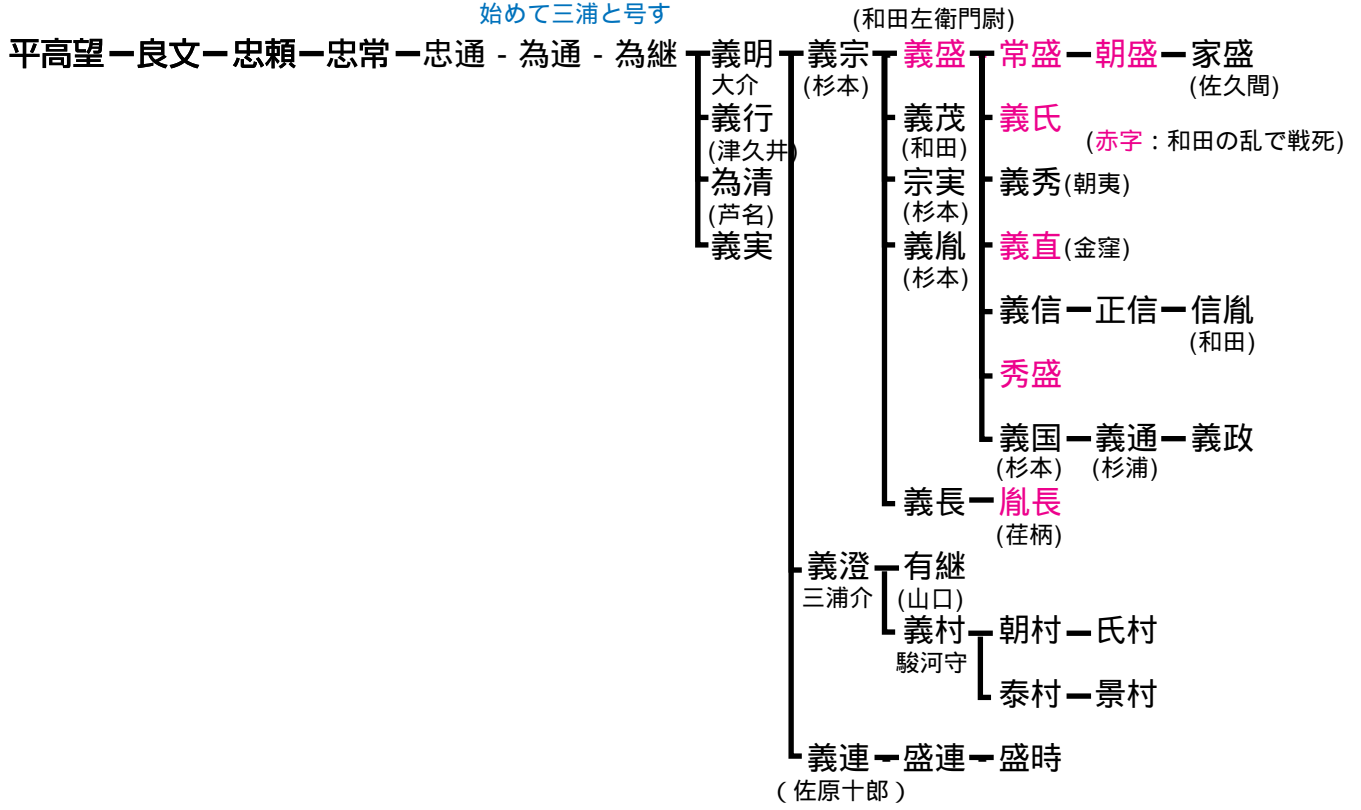 始めて三浦と号す
(和田左衛門尉)
平高望ー良文ー忠頼ー忠常ー忠通 - 為通 - 為継 義明 義宗 義盛 常盛ー朝盛ー家盛
大介 (杉本) (佐久間)
義行 義茂 義氏
(津久井) (和田) (赤字：和田の乱で戦死)
為清 宗実 義秀(朝夷)
(芦名) (杉本)
義実 義胤 義直(金窪)
(杉本)
義信ー正信ー信胤
(和田)
秀盛
義国ー義通ー義政
(杉本) (杉浦)
義長ー胤長
(荏柄)
義澄 有継
三浦介 (山口)
義村 朝村ー氏村
駿河守
泰村ー景村
義連 - 盛連 - 盛時
(佐原十郎)